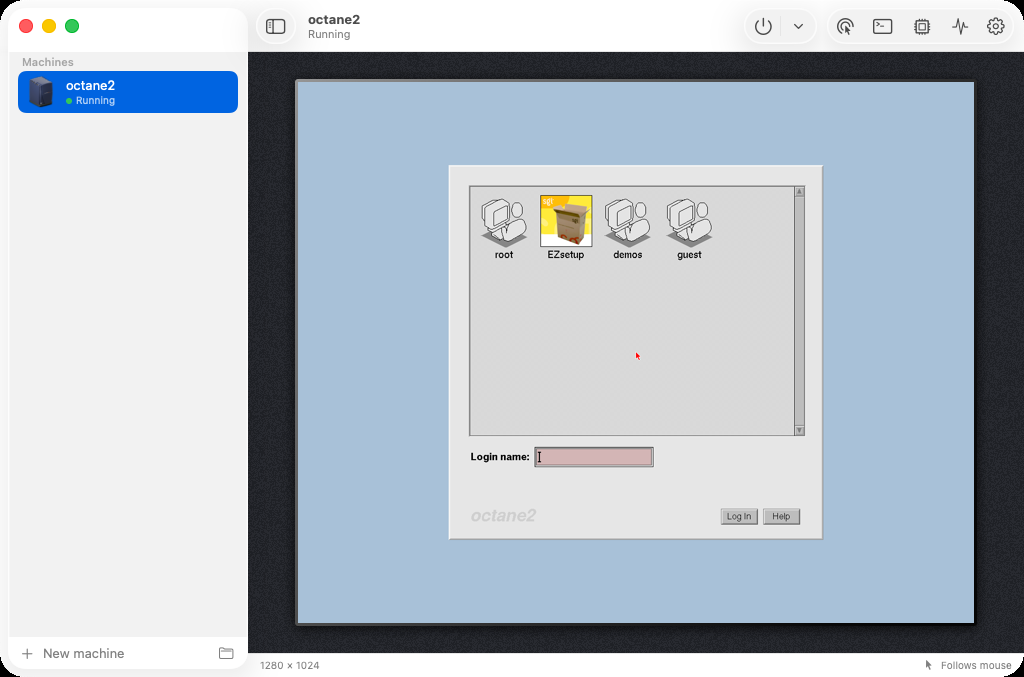 octane2
Running
Machines
octane2
Running
sgi
root
EZsetup
demos
guest
Login name:
octane2
Log In
Help
New machine
1280 × 1024
Follows mouse